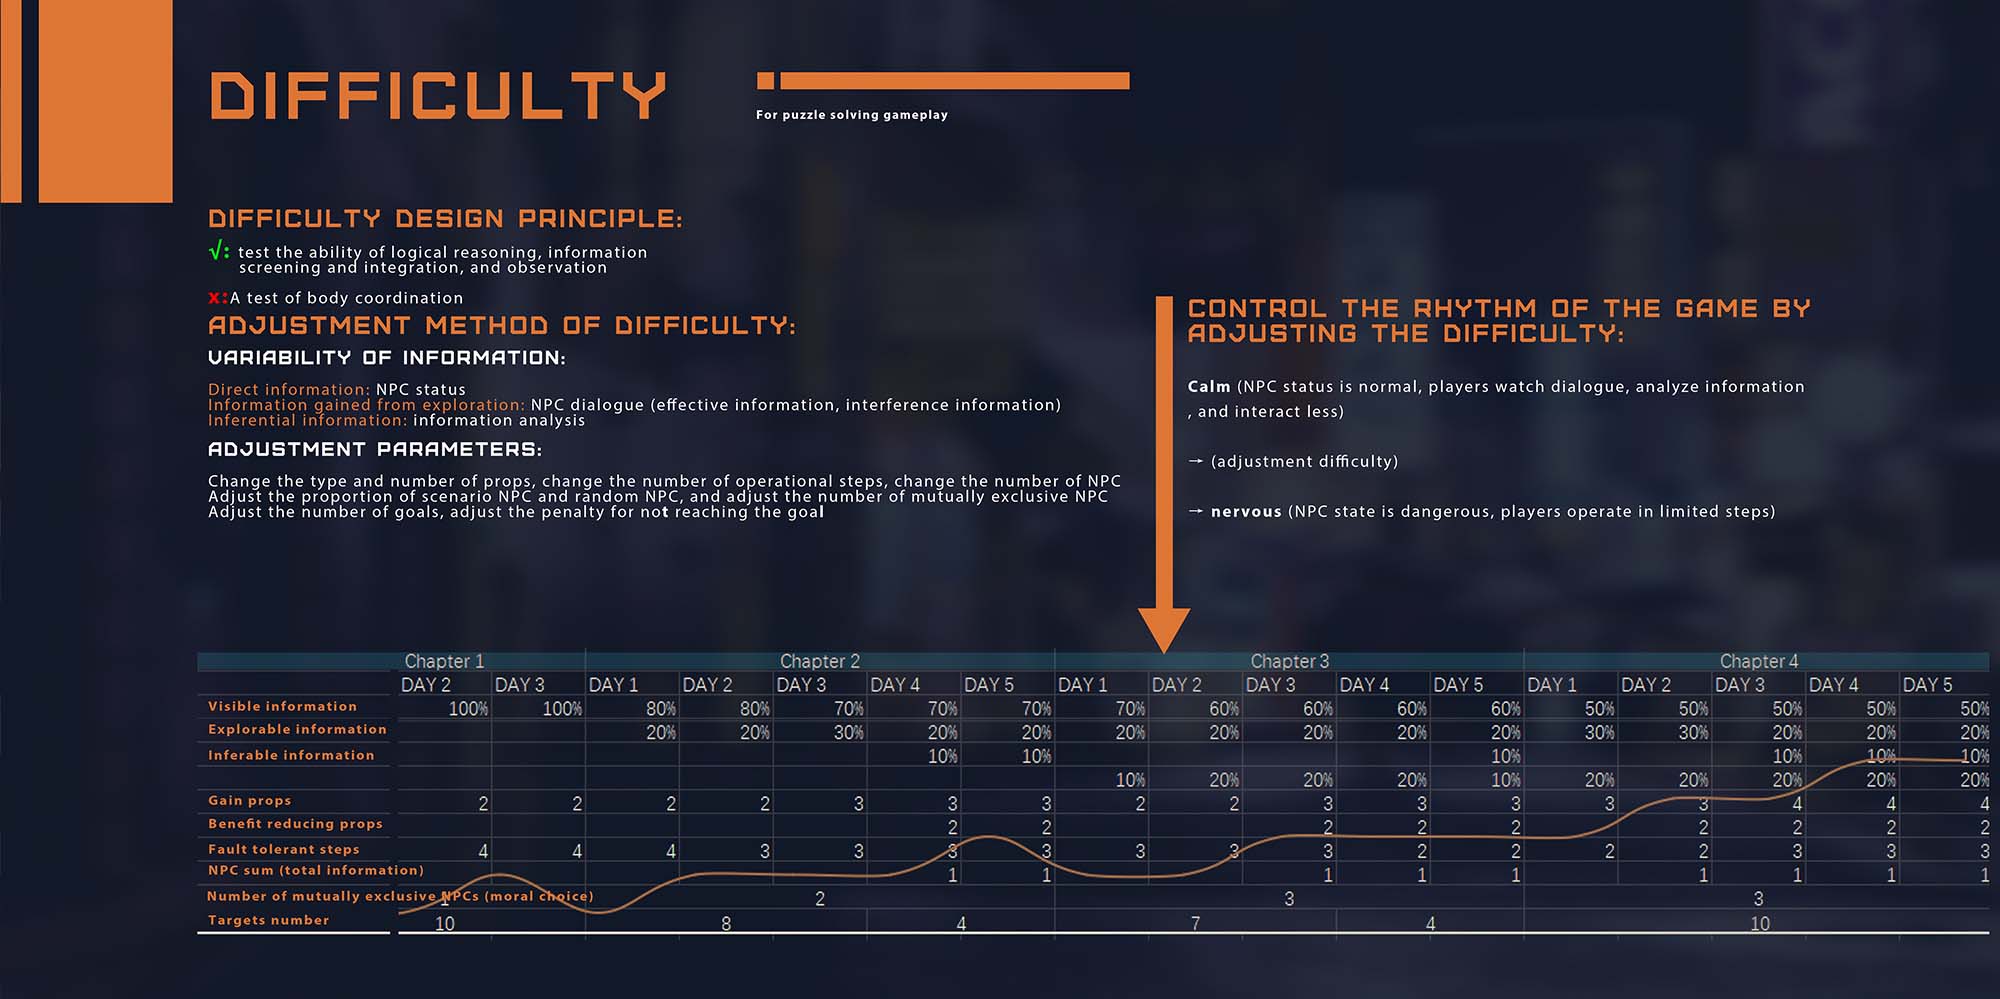 DIFFICULTY
For puzzle solving gameplay
DIFFICULTY DESIGN PRINCIPLE:
√: test the ability of logical reasoning, information
screening and integration, and observation
x:A test of body coordination
ADJUSTMENT METHOD OF DIFFICULTY:
VARIABILITY OF INFORMATION:
Direct information: NPC status
Information gained from exploration: NPC dialogue (effective information, interference information)
Inferential information: information analysis
ADJUSTMENT PARAMETERS:
Change the type and number of props, change the number of operational steps, change the number of NPC
Adjust the proportion of scenario NPC and random NPC, and adjust the number of mutually exclusive NPC
Adjust the number of goals, adjust the penalty for not reaching the goal
CONTROL THE RHYTHM OF THE GAME BY
ADJUSTING THE DIFFICULTY:
Calm (NPC status is normal, players watch dialogue, analyze information
, and interact less)
→ (adjustment difficulty)
→ nervous (NPC state is dangerous, players operate in limited steps)
Chapter 1 Chapter 2 Chapter 3 Chapter 4
DAY 2 DAY 3 DAY 1 DAY 2 DAY 3 DAY 4 DAY 5 DAY 1 DAY 2 DAY 3 DAY 4 DAY 5 DAY 1 DAY 2 DAY 3 DAY 4 DAY 5
Visible information 100% 100% 80% 80% 70% 70% 70% 70% 60% 60% 60% 60% 50% 50% 50% 50% 50%
Explorable information 20% 20% 30% 20% 20% 20% 20% 20% 20% 20% 30% 30% 20% 20% 20%
Inferable information 10% 10% 10% 10% 10% 10%
10% 20% 20% 20% 10% 20% 20% 20% 20% 20%
Gain props 2 2 2 2 3 3 3 2 2 3 3 3 3 3 4 4 4
Benefit reducing props 2 2 2 2 2 2 2 2 2
Fault tolerant steps 4 4 4 3 3 3 3 3 3 3 2 2 2 2 3 3 3
NPC sum (total information) 1 1 1 1 1 1 1 1 1
Number of mutually exclusive NPCs (moral choice) 1 2 3 3
Targets number 10 8 4 7 4 10